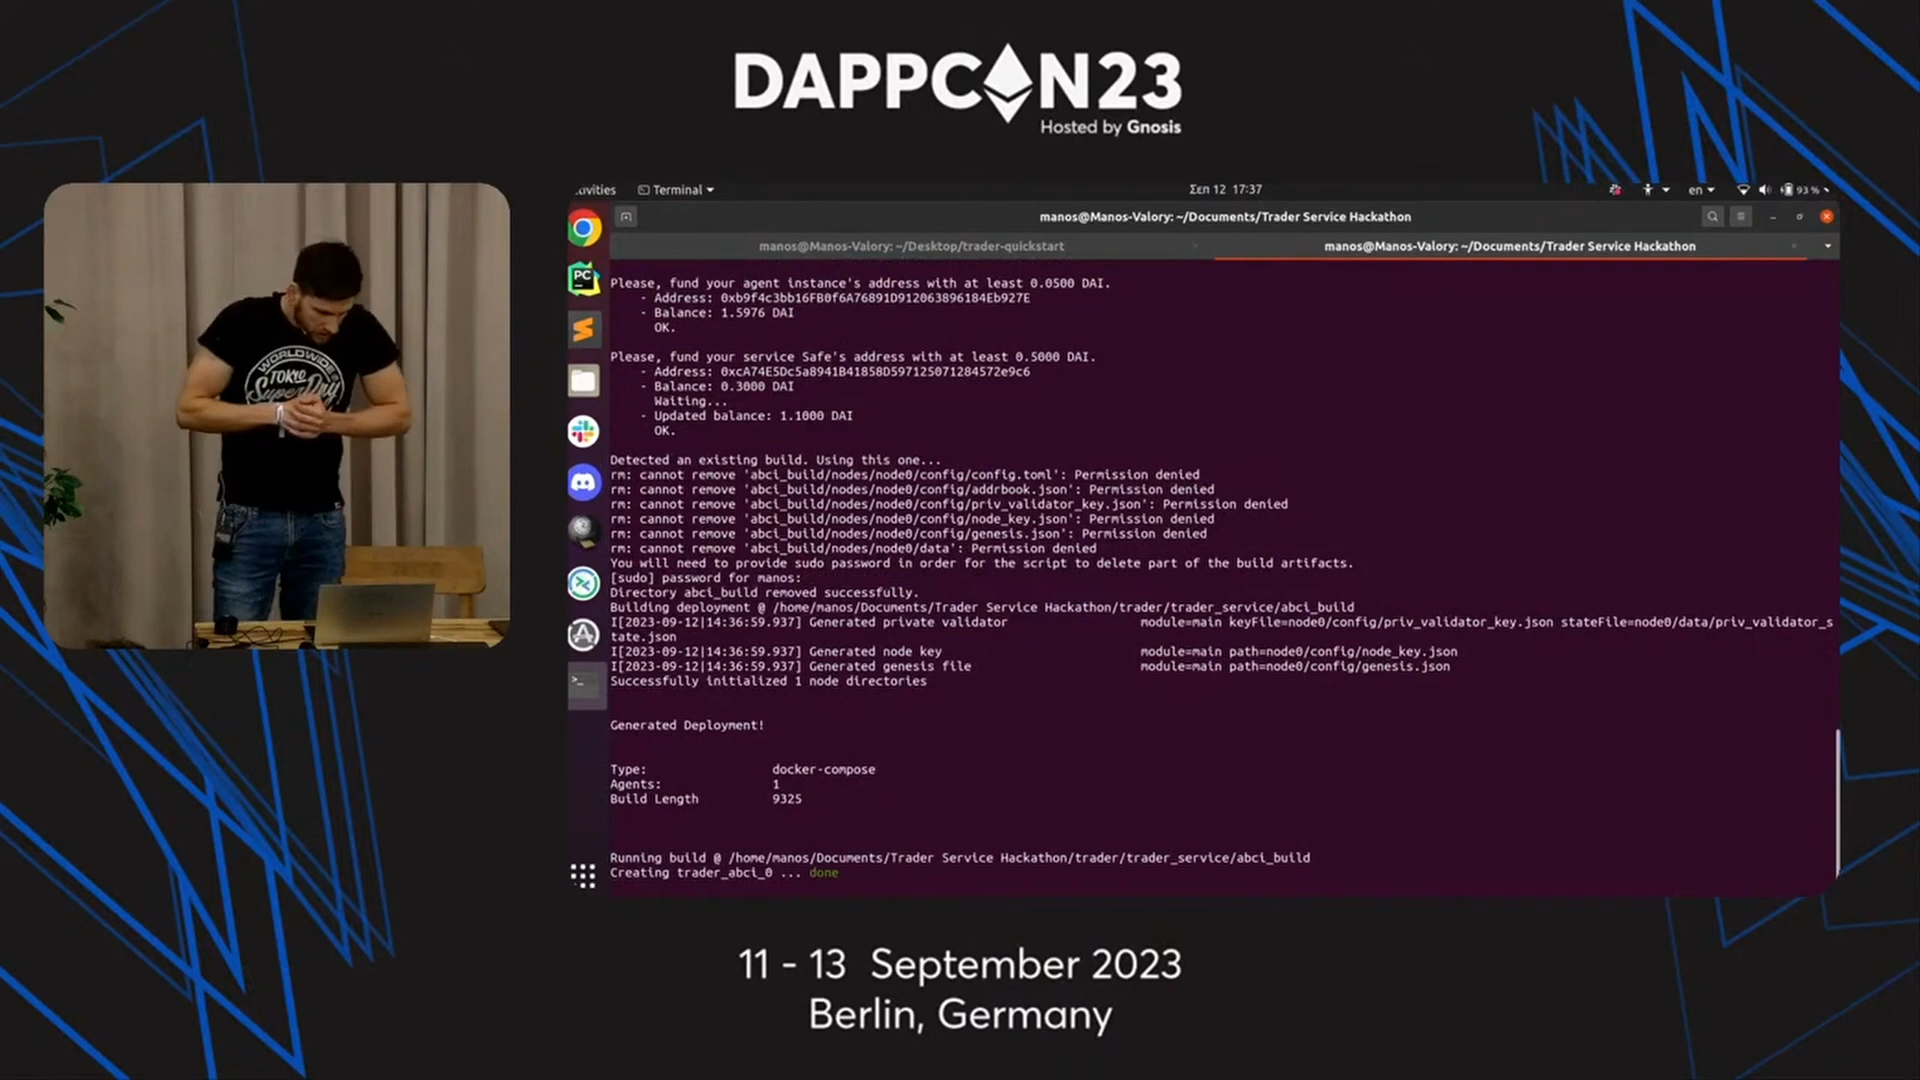 DAPPCON23
Hosted by Gnosis
ivities
Terminal
Σεπ 12 17:37
en
93 %
manos@Manos-Valory: ~/Documents/Trader Service Hackathon
manos@Manos-Valory: ~/Desktop/trader-quickstart
manos@Manos-Valory: ~/Documents/Trader Service Hackathon
PC
Please, fund your agent instance's address with at least 0.0500 DAI.
- Address: 0xb9f4c3bb16FB0f6A76891D912063896184Eb927E
- Balance: 1.5976 DAI
OK.
Please, fund your service Safe's address with at least 0.5000 DAI.
- Address: 0xcA74E5Dc5a8941B41858D597125071284572e9c6
- Balance: 0.3000 DAI
Waiting...
- Updated balance: 1.1000 DAI
OK.
Detected an existing build. Using this one...
rm: cannot remove 'abci_build/nodes/node0/config/config.toml': Permission denied
rm: cannot remove 'abci_build/nodes/node0/config/addrbook.json': Permission denied
rm: cannot remove 'abci_build/nodes/node0/config/priv_validator_key.json': Permission denied
rm: cannot remove 'abci_build/nodes/node0/config/node_key.json': Permission denied
rm: cannot remove 'abci_build/nodes/node0/config/genesis.json': Permission denied
rm: cannot remove 'abci_build/nodes/node0/data': Permission denied
You will need to provide sudo password in order for the script to delete part of the build artifacts.
[sudo] password for manos:
Directory abci_build removed successfully.
Building deployment @ /home/manos/Documents/Trader Service Hackathon/trader/trader_service/abci_build
I[2023-09-12|14:36:59.937] Generated private validator module=main keyFile=node0/config/priv_validator_key.json stateFile=node0/data/priv_validator_s
tate.json
I[2023-09-12|14:36:59.937] Generated node key module=main path=node0/config/node_key.json
I[2023-09-12|14:36:59.937] Generated genesis file module=main path=node0/config/genesis.json
Successfully initialized 1 node directories
Generated Deployment!
Type: docker-compose
Agents: 1
Build Length 9325
Running build @ /home/manos/Documents/Trader Service Hackathon/trader/trader_service/abci_build
Creating trader_abci_0 ... done
WORLDWIDE
TOKYO
SuperDry
11 - 13 September 2023
Berlin, Germany